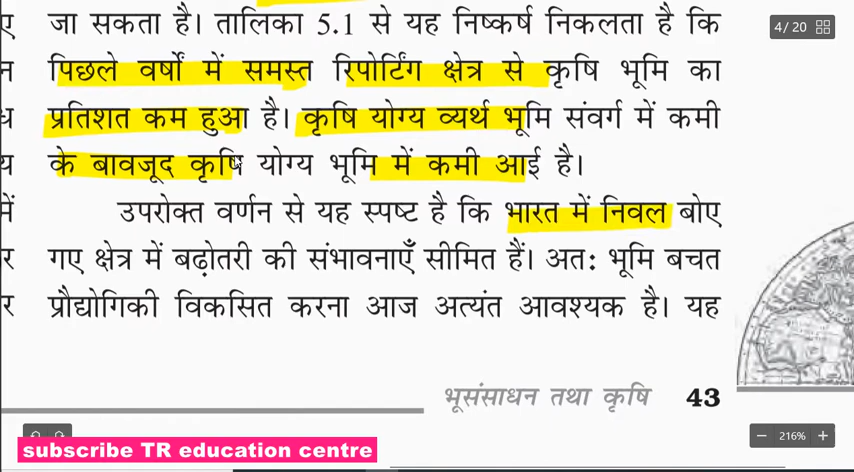 ए जा सकता है। तालिका 5.1 से यह निष्कर्ष निकलता है कि
न पिछले वर्षों में समस्त रिपोर्टिंग क्षेत्र से कृषि भूमि का
ध प्रतिशत कम हुआ है। कृषि योग्य व्यर्थ भूमि संवर्ग में कमी
य के बावजूद कृषि योग्य भूमि में कमी आई है।
में उपरोक्त वर्णन से यह स्पष्ट है कि भारत में निवल बोए
र गए क्षेत्र में बढ़ोतरी की संभावनाएँ सीमित हैं। अतः भूमि बचत
र प्रौद्योगिकी विकसित करना आज अत्यंत आवश्यक है। यह
4 / 20
भूसंसाधन तथा कृषि 43
216%
subscribe TR education centre